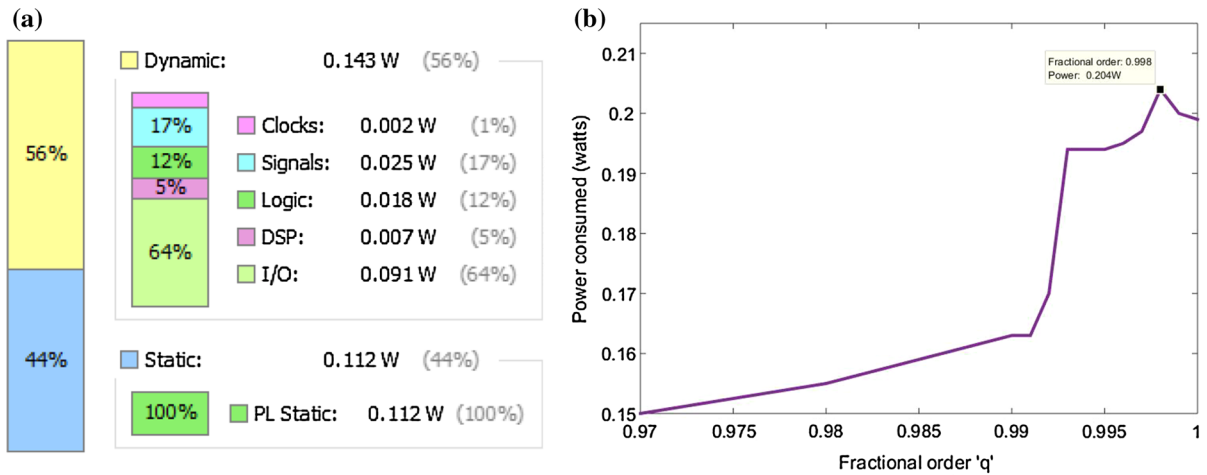 (a)
56%
44%
Dynamic: 0.143 W (56%)
17%
12%
5%
64%
Clocks: 0.002 W (1%)
Signals: 0.025 W (17%)
Logic: 0.018 W (12%)
DSP: 0.007 W (5%)
I/O: 0.091 W (64%)
Static: 0.112 W (44%)
100%
PL Static: 0.112 W (100%)
(b)
Power consumed (watts)
0.21
0.2
0.19
0.18
0.17
0.16
0.15
Fractional order: 0.998
Power: 0.204W
0.97 0.975 0.98 0.985 0.99 0.995 1
Fractional order 'q'